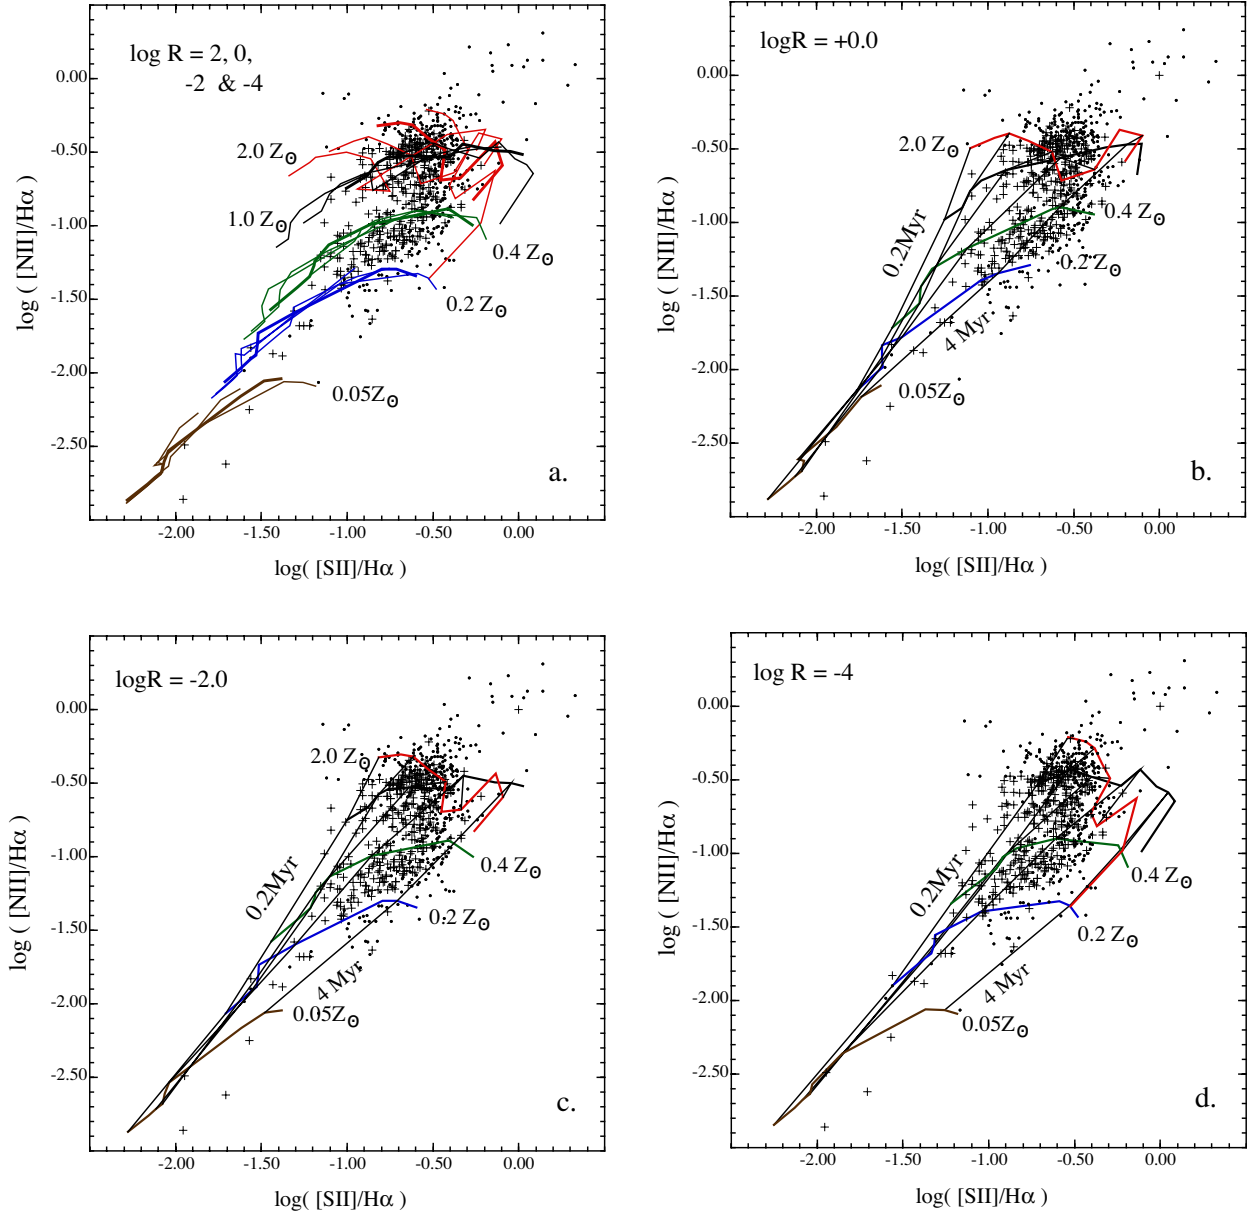 log R = 2, 0,
-2 & -4
0.00
-0.50
-1.00
-1.50
-2.00
-2.50
2.0 Z⊙
1.0 Z⊙
0.4 Z⊙
0.2 Z⊙
0.05Z⊙
a.
-2.00 -1.50 -1.00 -0.50 0.00
log( [SII]/Hα )
log ( [NII]/Hα )
logR = +0.0
0.00
-0.50
-1.00
-1.50
-2.00
-2.50
2.0 Z⊙
0.2Myr
0.4 Z⊙
0.2 Z⊙
4 Myr
0.05Z⊙
b.
-2.00 -1.50 -1.00 -0.50 0.00
log( [SII]/Hα )
log ( [NII]/Hα )
logR = -2.0
0.00
-0.50
-1.00
-1.50
-2.00
-2.50
2.0 Z⊙
0.2Myr
0.4 Z⊙
0.2 Z⊙
4 Myr
0.05Z⊙
c.
-2.00 -1.50 -1.00 -0.50 0.00
log( [SII]/Hα )
log ( [NII]/Hα )
log R = -4
0.00
-0.50
-1.00
-1.50
-2.00
-2.50
0.2Myr
0.4 Z⊙
0.2 Z⊙
4 Myr
0.05Z⊙
d.
-2.00 -1.50 -1.00 -0.50 0.00
log( [SII]/Hα )
log ( [NII]/Hα )